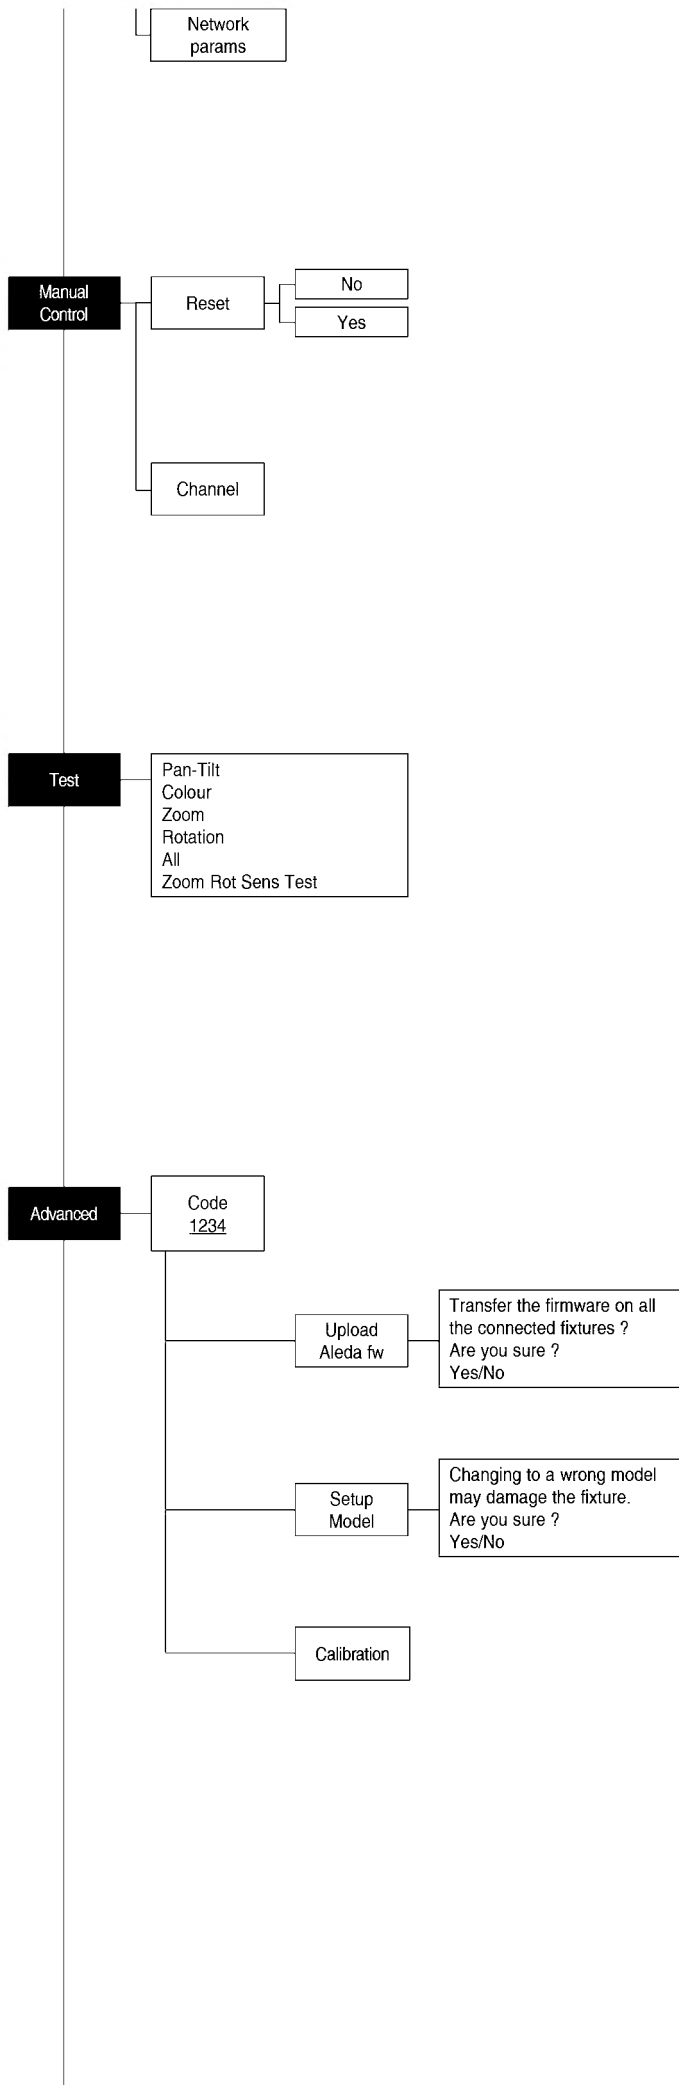 Network
params
Manual
Control
Reset
No
Yes
Channel
Test
Pan-Tilt
Colour
Zoom
Rotation
All
Zoom Rot Sens Test
Advanced
Code
1234
Upload
Aleda fw
Transfer the firmware on all
the connected fixtures ?
Are you sure ?
Yes/No
Setup
Model
Changing to a wrong model
may damage the fixture.
Are you sure ?
Yes/No
Calibration